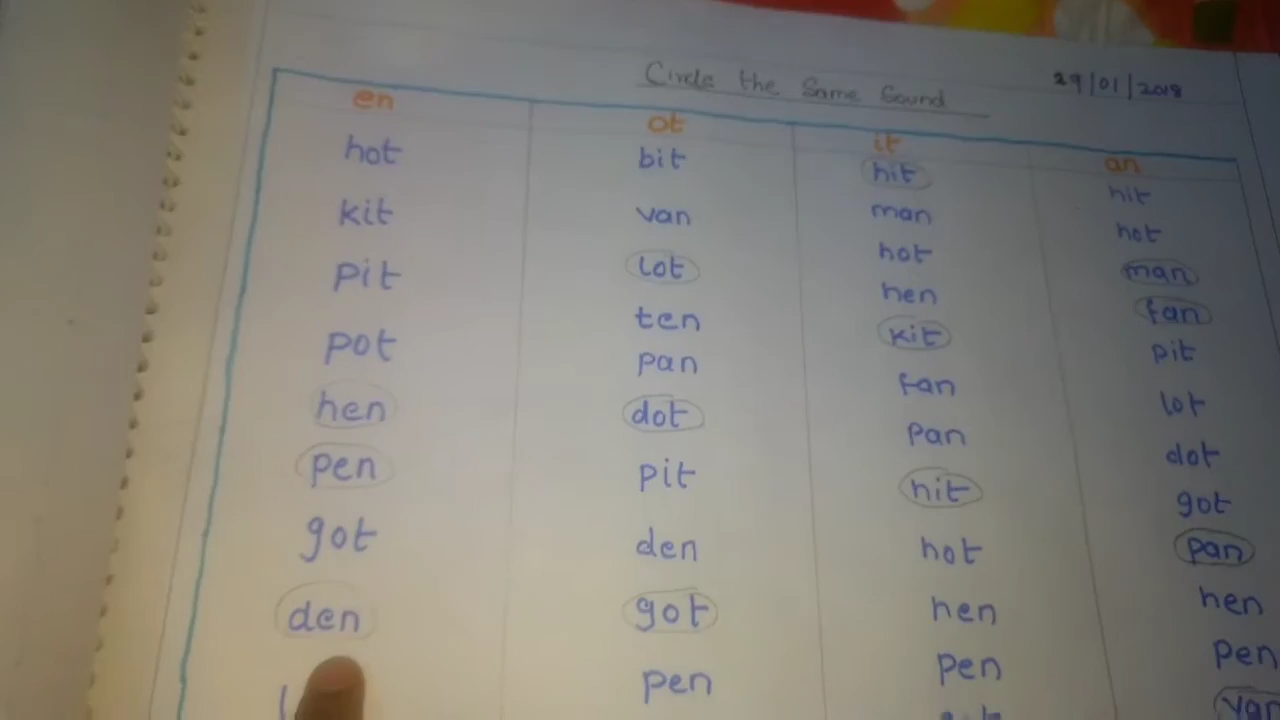 Circle the Same Sound
29/01/2018
en ot it an
hot bit hit hit
kit van man hot
pit lot hot man
pot ten hen fan
hen pan kit pit
pen dot fan lot
got pit pan dot
den den hit got
got hot pan
pen hen hen
pen pen
van